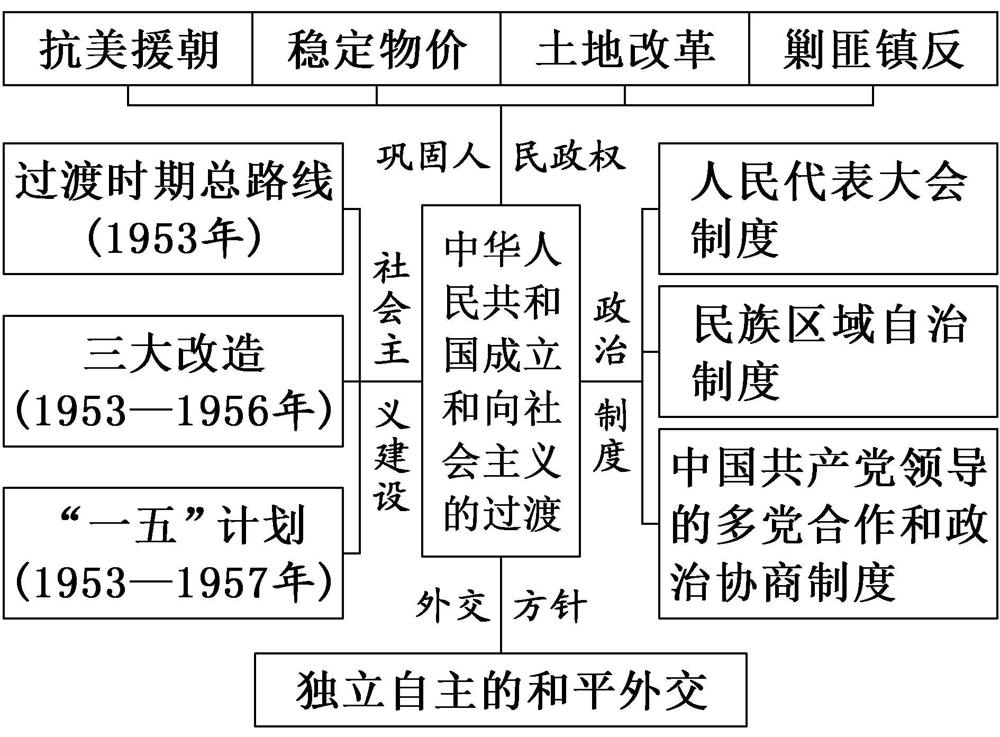 抗美援朝
稳定物价
土地改革
剿匪镇反
巩固人民政权
过渡时期总路线
(1953年)
三大改造
(1953—1956年)
“一五”计划
(1953—1957年)
社会主义建设
中华人
民共和
国成立
和向社
会主义
的过渡
政治制度
人民代表大会
制度
民族区域自治
制度
中国共产党领导
的多党合作和政
治协商制度
外交方针
独立自主的和平外交